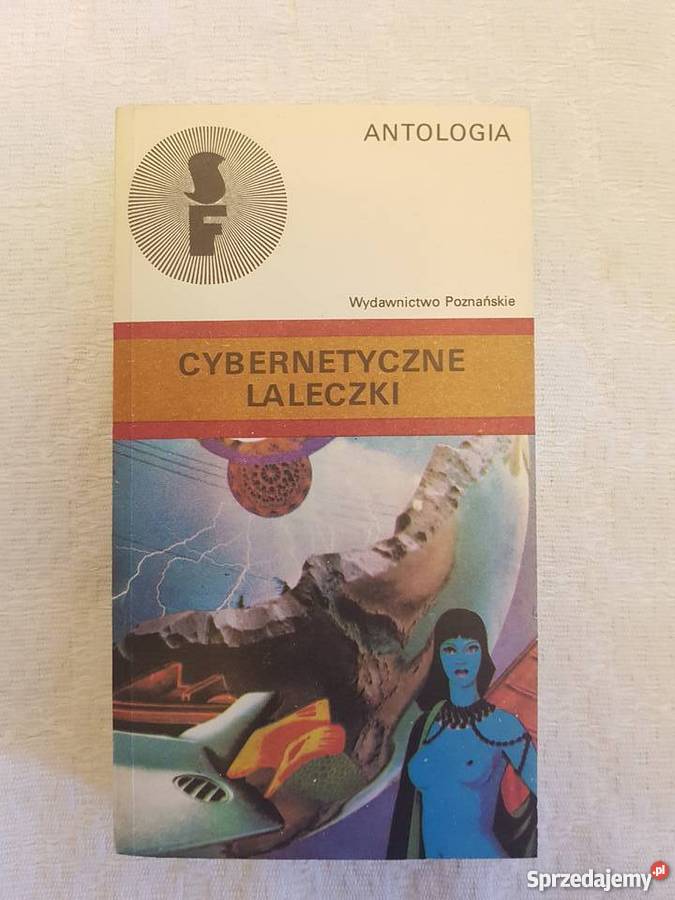 SF
ANTOLOGIA
Wydawnictwo Poznańskie
CYBERNETYCZNE
LALECZKI
Sprzedajemy.pl